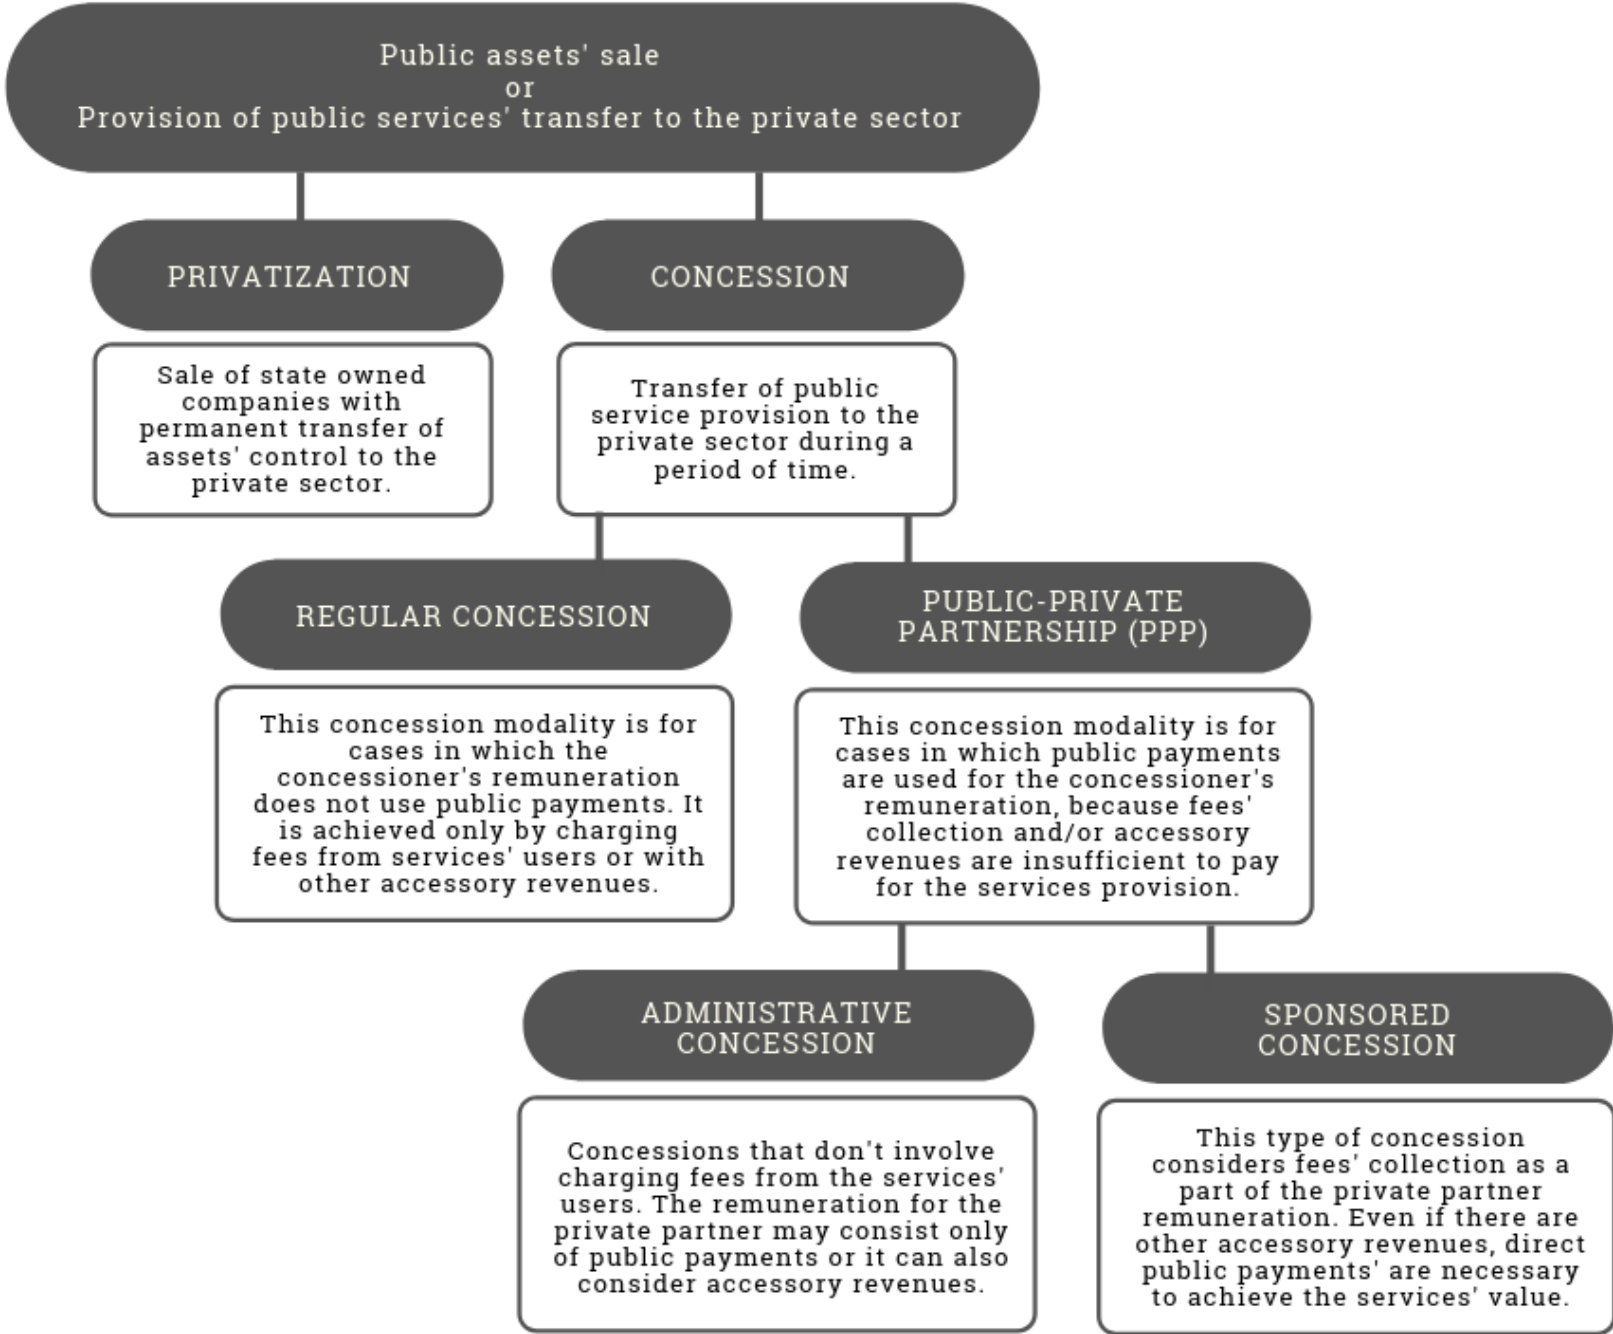 Public assets' sale
or
Provision of public services' transfer to the private sector
PRIVATIZATION
Sale of state owned
companies with
permanent transfer of
assets' control to the
private sector.
CONCESSION
Transfer of public
service provision to the
private sector during a
period of time.
REGULAR CONCESSION
This concession modality is for
cases in which the
concessioner's remuneration
does not use public payments. It
is achieved only by charging
fees from services' users or with
other accessory revenues.
PUBLIC-PRIVATE
PARTNERSHIP (PPP)
This concession modality is for
cases in which public payments
are used for the concessioner's
remuneration, because fees'
collection and/or accessory
revenues are insufficient to pay
for the services provision.
ADMINISTRATIVE
CONCESSION
Concessions that don't involve
charging fees from the services'
users. The remuneration for the
private partner may consist only
of public payments or it can also
consider accessory revenues.
SPONSORED
CONCESSION
This type of concession
considers fees' collection as a
part of the private partner
remuneration. Even if there are
other accessory revenues, direct
public payments' are necessary
to achieve the services' value.